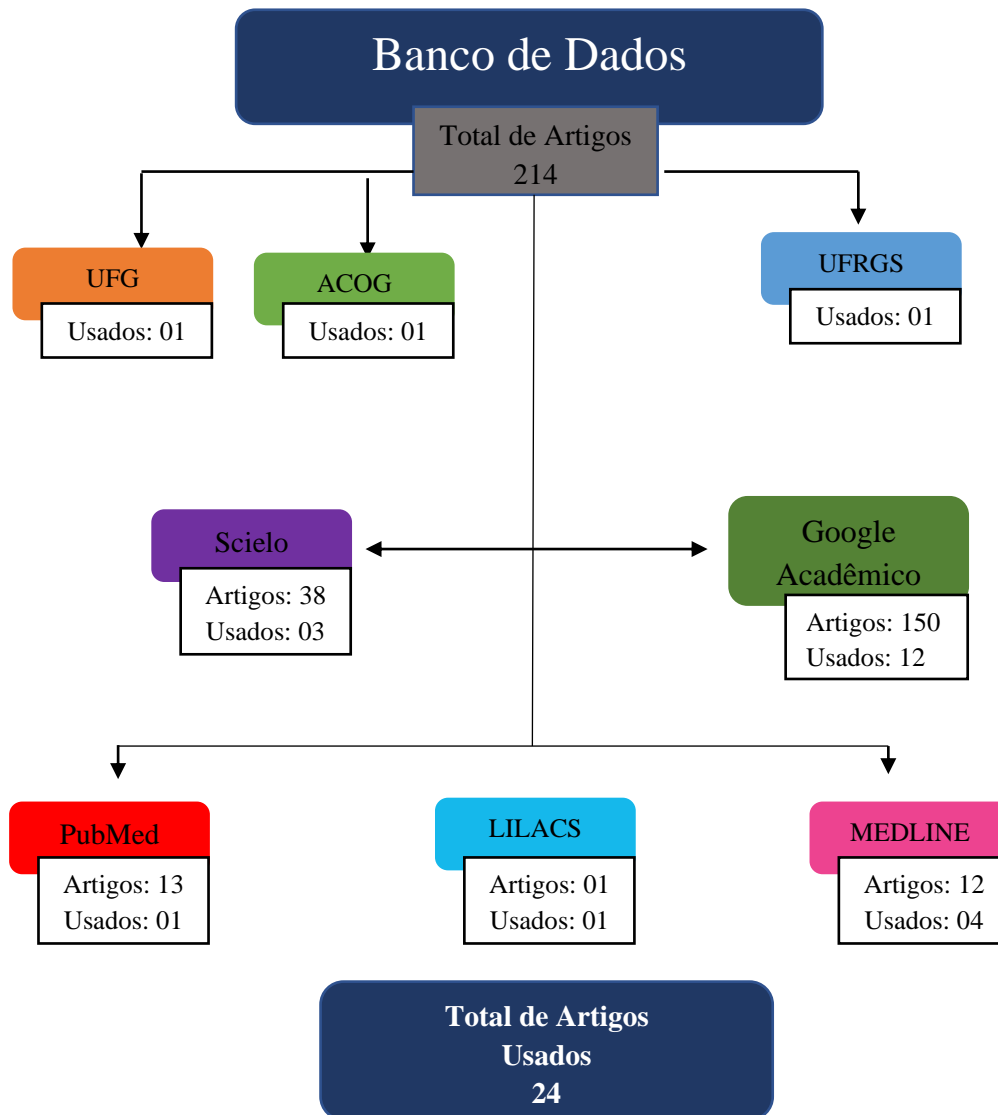 Banco de Dados
Total de Artigos
214
UFG
Usados: 01
ACOG
Usados: 01
UFRGS
Usados: 01
Scielo
Artigos: 38
Usados: 03
Google
Acadêmico
Artigos: 150
Usados: 12
PubMed
Artigos: 13
Usados: 01
LILACS
Artigos: 01
Usados: 01
MEDLINE
Artigos: 12
Usados: 04
Total de Artigos
Usados
24